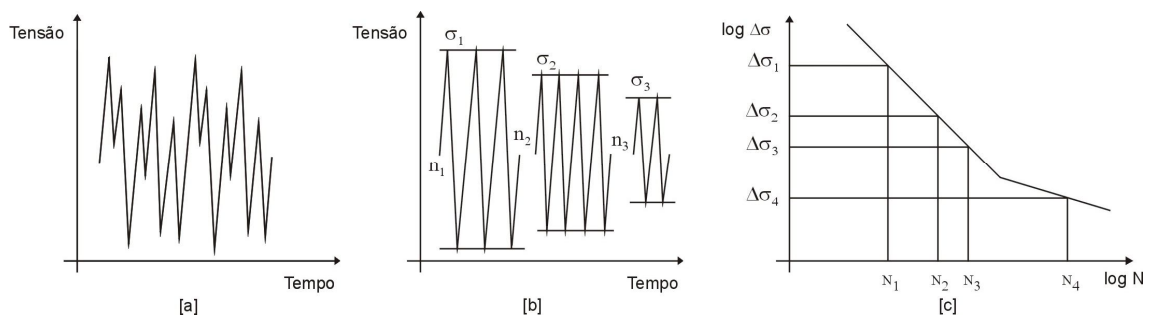 Tensão
Tempo
[a]
Tensão
σ1
σ2
σ3
n1
n2
n3
Tempo
[b]
log Δσ
Δσ1
Δσ2
Δσ3
Δσ4
N1 N2 N3 N4
log N
[c]